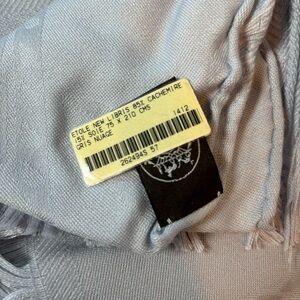 ETOLE NEW LIBRIS 85% CACHEMIRE
15% SOIE 75 X 210 CMS
GRIS NUAGE
1412
2624945 57